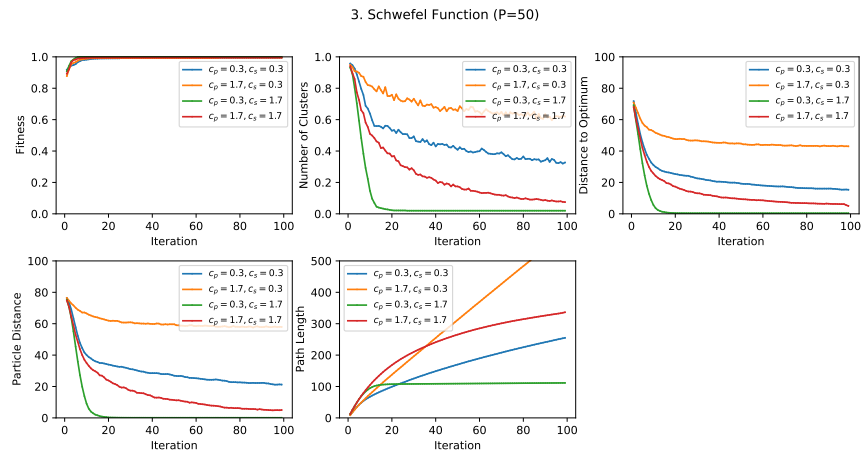 3. Schwefel Function (P=50)
Fitness
1.0
0.8
0.6
0.4
0.2
0.0
c_p = 0.3, c_s = 0.3
c_p = 1.7, c_s = 0.3
c_p = 0.3, c_s = 1.7
c_p = 1.7, c_s = 1.7
0 20 40 60 80 100
Iteration
Number of Clusters
1.0
0.8
0.6
0.4
0.2
0.0
c_p = 0.3, c_s = 0.3
c_p = 1.7, c_s = 0.3
c_p = 0.3, c_s = 1.7
c_p = 1.7, c_s = 1.7
0 20 40 60 80 100
Iteration
Distance to Optimum
100
80
60
40
20
0
c_p = 0.3, c_s = 0.3
c_p = 1.7, c_s = 0.3
c_p = 0.3, c_s = 1.7
c_p = 1.7, c_s = 1.7
0 20 40 60 80 100
Iteration
Particle Distance
100
80
60
40
20
0
c_p = 0.3, c_s = 0.3
c_p = 1.7, c_s = 0.3
c_p = 0.3, c_s = 1.7
c_p = 1.7, c_s = 1.7
0 20 40 60 80 100
Iteration
Path Length
500
400
300
200
100
0
c_p = 0.3, c_s = 0.3
c_p = 1.7, c_s = 0.3
c_p = 0.3, c_s = 1.7
c_p = 1.7, c_s = 1.7
0 20 40 60 80 100
Iteration